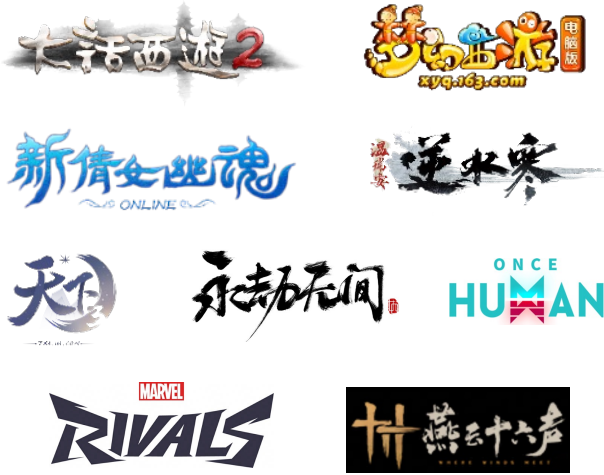 大话西遊2
梦幻西游
电脑版
xyq.163.com
新倩女幽魂
ONLINE
温瑞安
逆水寒
天下
永劫无间
ONCE
HUMAN
MARVEL
RIVALS
燕云十六声
WHERE WINDS MEET